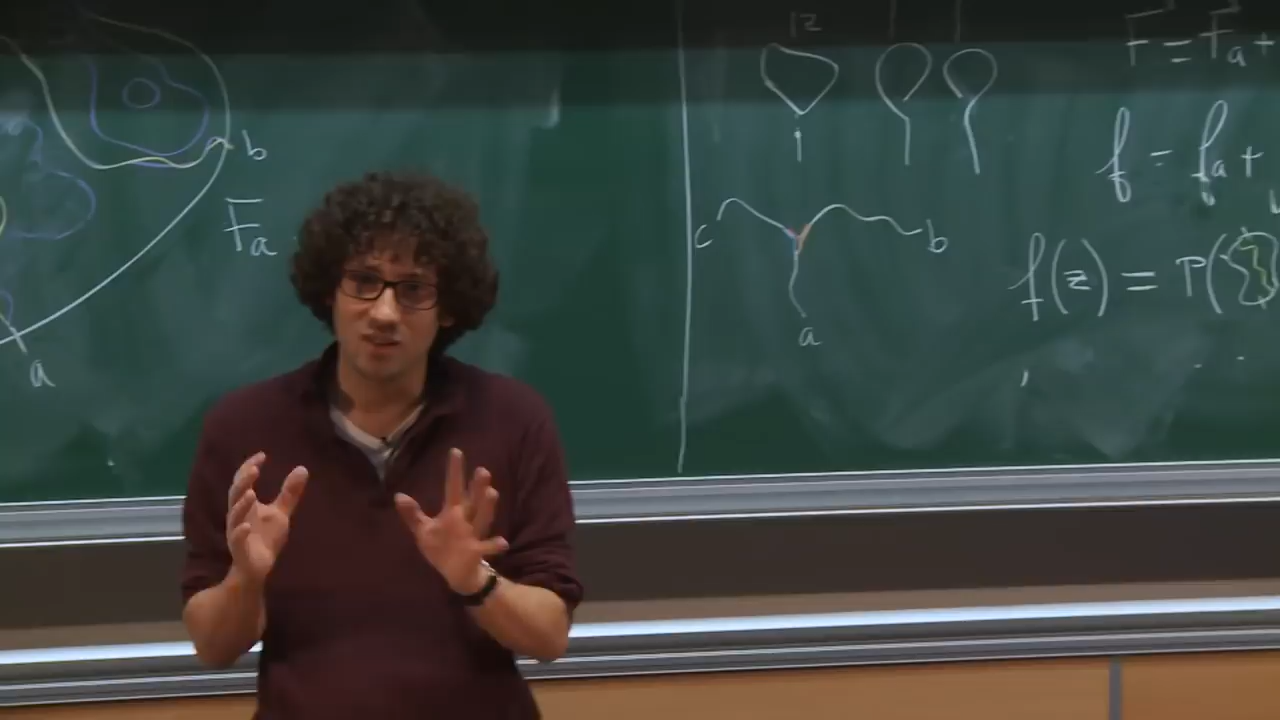 b
F_a
a
12
c
b
a
F = F_a +
f = f_a +
f(z) = P(